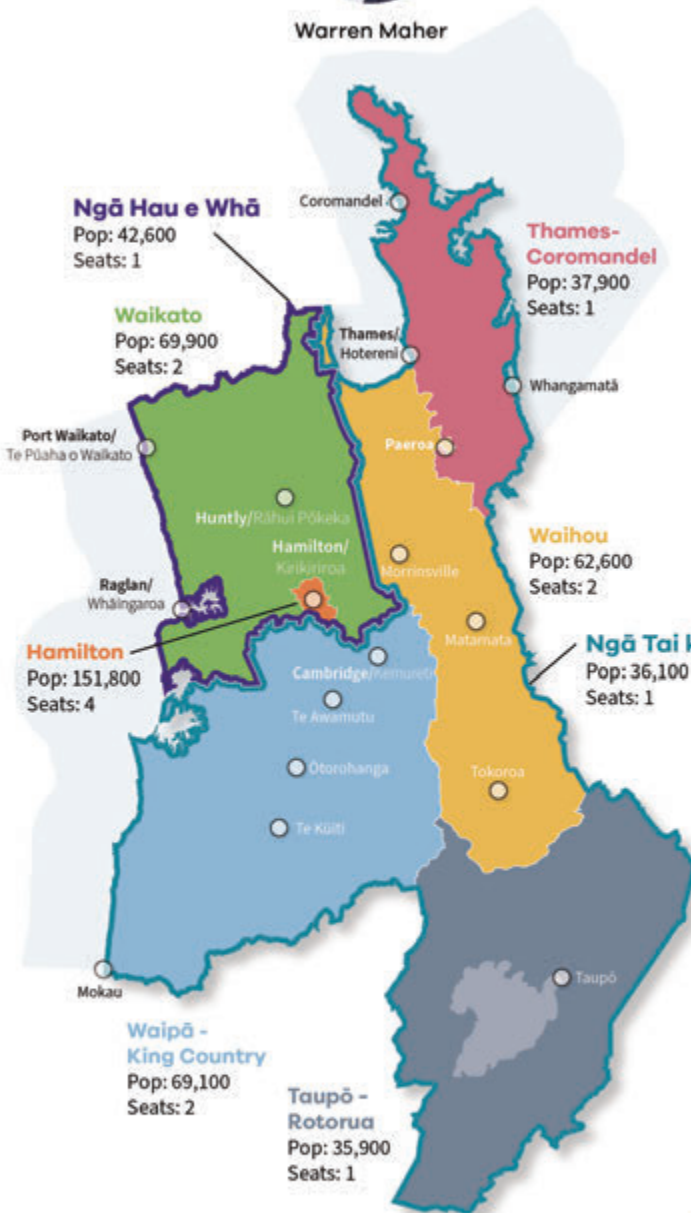 Warren Maher
Coromandel
Ngā Hau e Whā
Pop: 42,600
Seats: 1
Thames-
Coromandel
Pop: 37,900
Seats: 1
Waikato
Pop: 69,900
Seats: 2
Thames/
Hotereni
Whangamatā
Port Waikato/
Te Pūaha o Waikato
Paeroa
Huntly/Rāhui Pōkeka
Hamilton/
Kirikiriroa
Morrinsville
Waihou
Pop: 62,600
Seats: 2
Raglan/
Whāingaroa
Matamata
Hamilton
Pop: 151,800
Seats: 4
Ngā Tai k
Pop: 36,100
Seats: 1
Cambridge/Kemureti
Te Awamutu
Ōtorohanga
Tokoroa
Te Kūiti
Mokau
Taupō
Waipā -
King Country
Pop: 69,100
Seats: 2
Taupō -
Rotorua
Pop: 35,900
Seats: 1